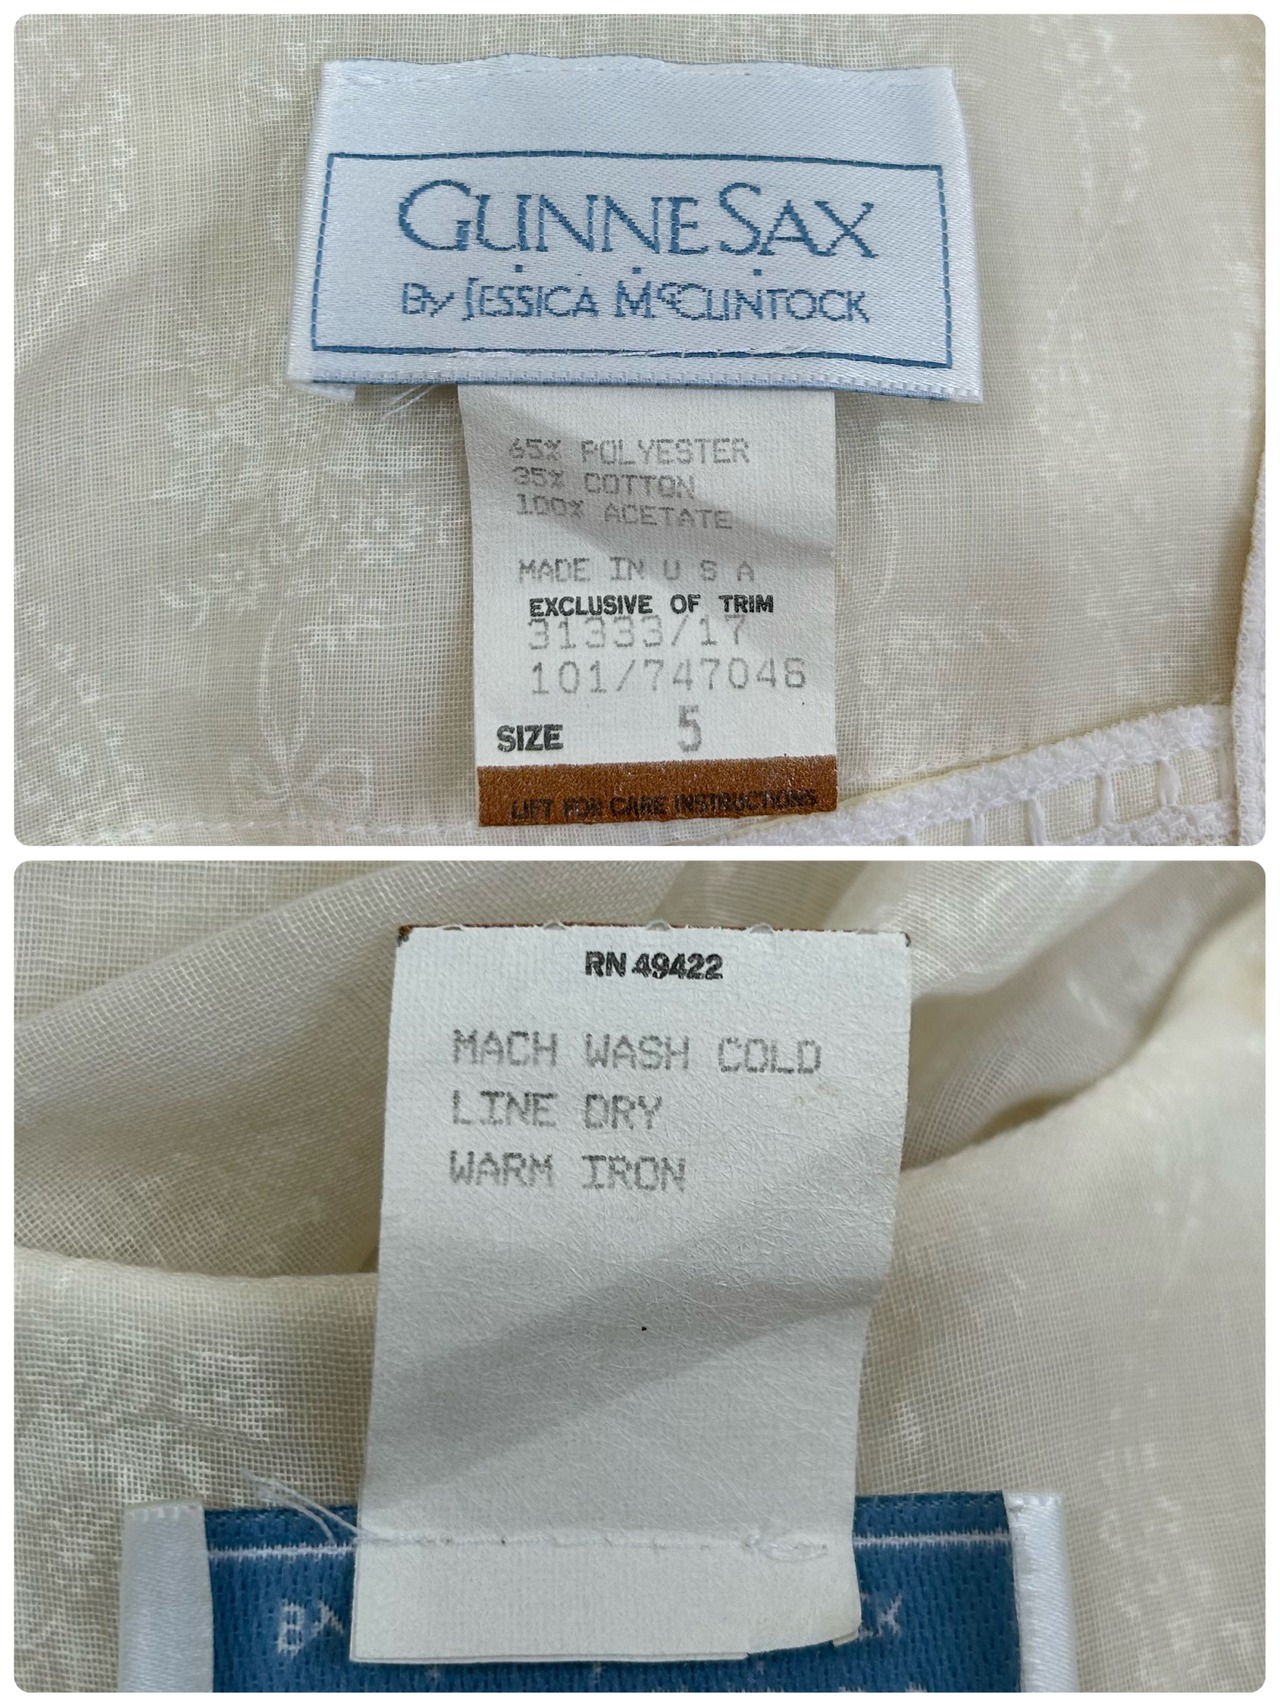 GUNNE SAX
BY JESSICA McCLINTOCK
65% POLYESTER
35% COTTON
100% ACETATE
MADE IN U S A
EXCLUSIVE OF TRIM
31333/17
101/747046
SIZE 5
LIFT FOR CARE INSTRUCTIONS
RN 49422
MACH WASH COLD
LINE DRY
WARM IRON